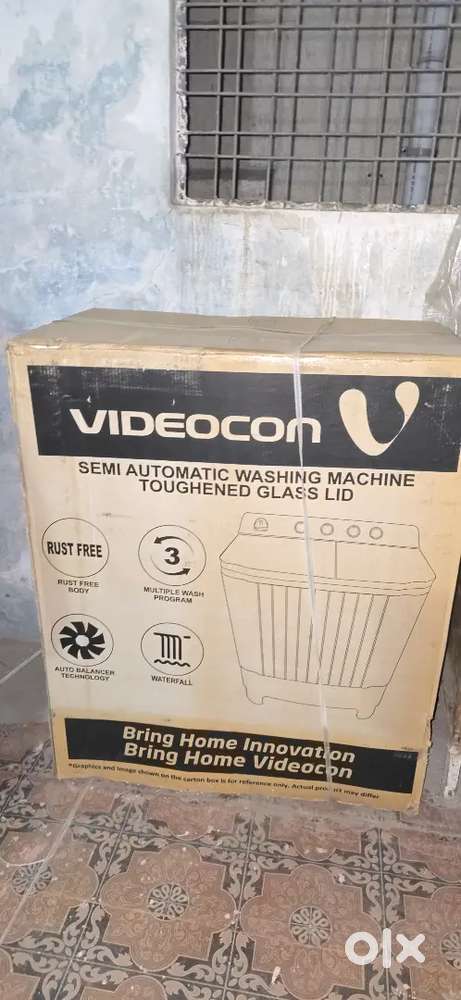 VIDEOCON
SEMI AUTOMATIC WASHING MACHINE
TOUGHENED GLASS LID
RUST FREE
RUST FREE
BODY
3
MULTIPLE WASH
PROGRAM
AUTO BALANCER
TECHNOLOGY
WATERFALL
Bring Home Innovation
Bring Home Videocon
*Graphics and image shown on the carton box is for reference only. Actual product may differ
olx